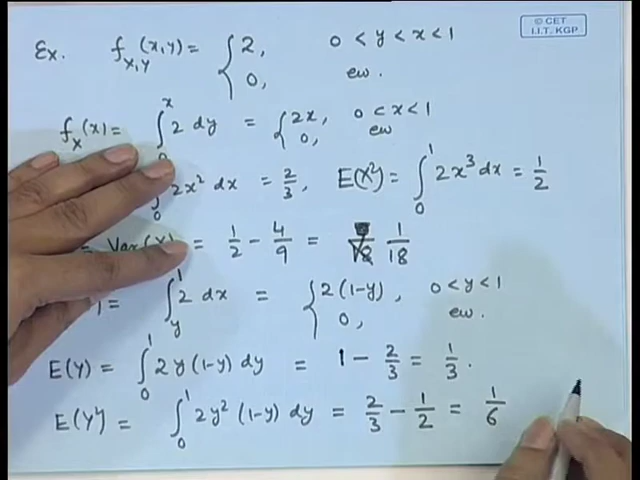 © CET
I.I.T. KGP
Ex. f_{X,Y}(x,y) = { 2, 0 < y < x < 1
0, ew.
f_X(x) = ∫_0^x 2 dy = { 2x, 0 < x < 1
0, ew
∫_0 2x² dx = 2/3, E(X²) = ∫_0^1 2x³ dx = 1/2
= Var(X) = 1/2 - 4/9 = 1/18
= ∫_y^1 2 dx = { 2(1-y), 0 < y < 1
0, ew.
E(Y) = ∫_0^1 2y(1-y) dy = 1 - 2/3 = 1/3.
E(Y²) = ∫_0^1 2y² (1-y) dy = 2/3 - 1/2 = 1/6